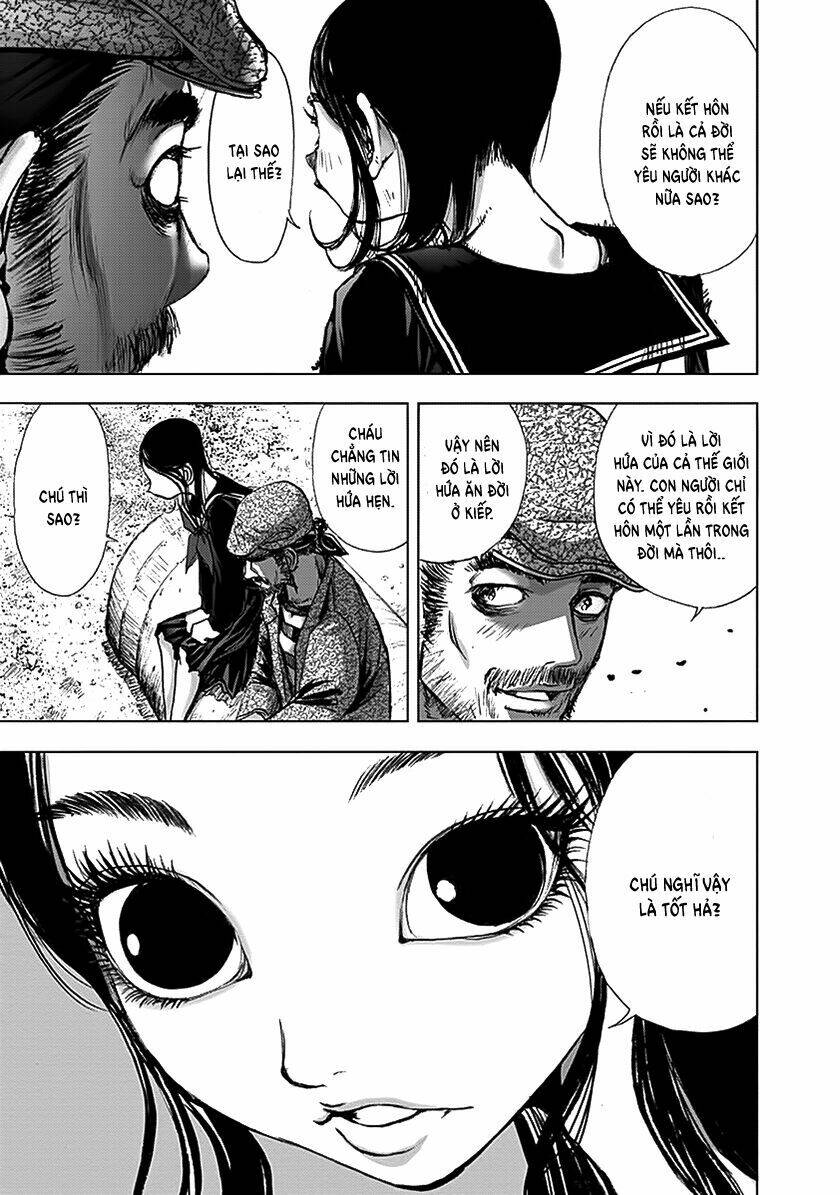 NẾU KẾT HÔN
RỒI LÀ CẢ ĐỜI
SẼ KHÔNG THỂ
YÊU NGƯỜI KHÁC
NỮA SAO?
TẠI SAO
LẠI THẾ?
VÌ ĐÓ LÀ LỜI
HỨA CỦA CẢ THẾ GIỚI
NÀY. CON NGƯỜI CHỈ
CÓ THỂ YÊU RỒI KẾT
HÔN MỘT LẦN TRONG
ĐỜI MÀ THÔI..
VẬY NÊN
ĐÓ LÀ LỜI
HỨA ĂN ĐỜI
Ở KIẾP.
CHÁU
CHẲNG TIN
NHỮNG LỜI
HỨA HẸN.
CHÚ THÌ
SAO?
CHÚ NGHĨ VẬY
LÀ TỐT HẢ?